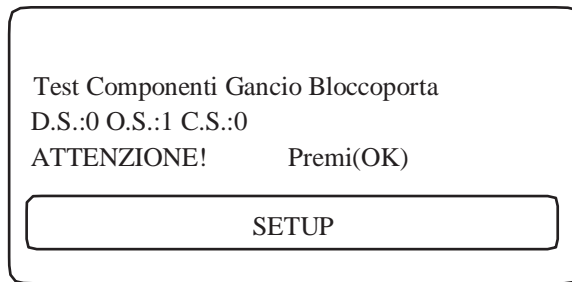 Test Componenti Gancio Bloccoporta
D.S.:0 O.S.:1 C.S.:0
ATTENZIONE! Premi(OK)
SETUP